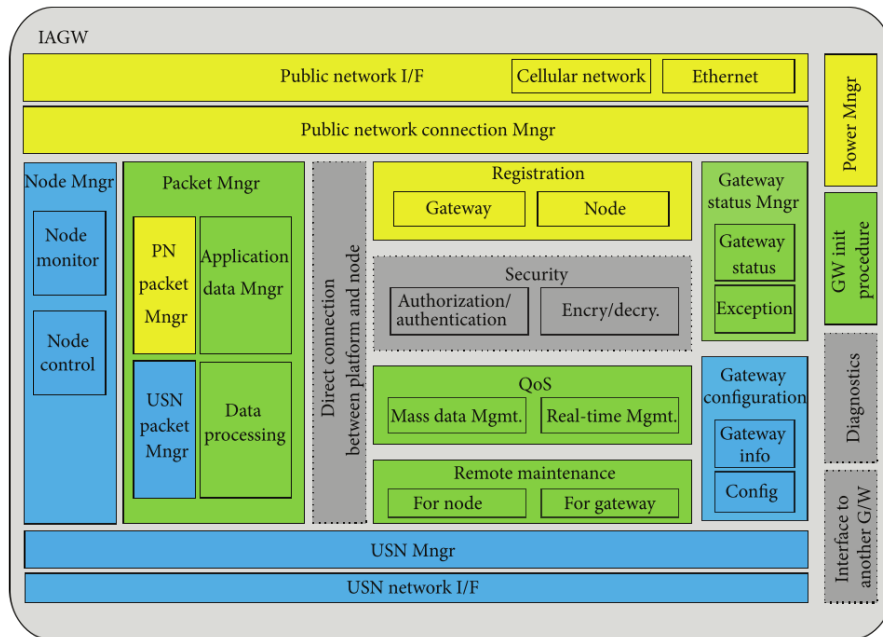 IAGW
Public network I/F
Cellular network
Ethernet
Public network connection Mngr
Power Mngr
Node Mngr
Node
monitor
Node
control
Packet Mngr
PN
packet
Mngr
Application
data Mngr
USN
packet
Mngr
Data
processing
Direct connection
between platform and node
Registration
Gateway
Node
Security
Authorization/
authentication
Encry/decry.
QoS
Mass data Mgmt.
Real-time Mgmt.
Remote maintenance
For node
For gateway
Gateway
status Mngr
Gateway
status
Exception
Gateway
configuration
Gateway
info
Config
GW init
procedure
Diagnostics
Interface to
another G/W
USN Mngr
USN network I/F